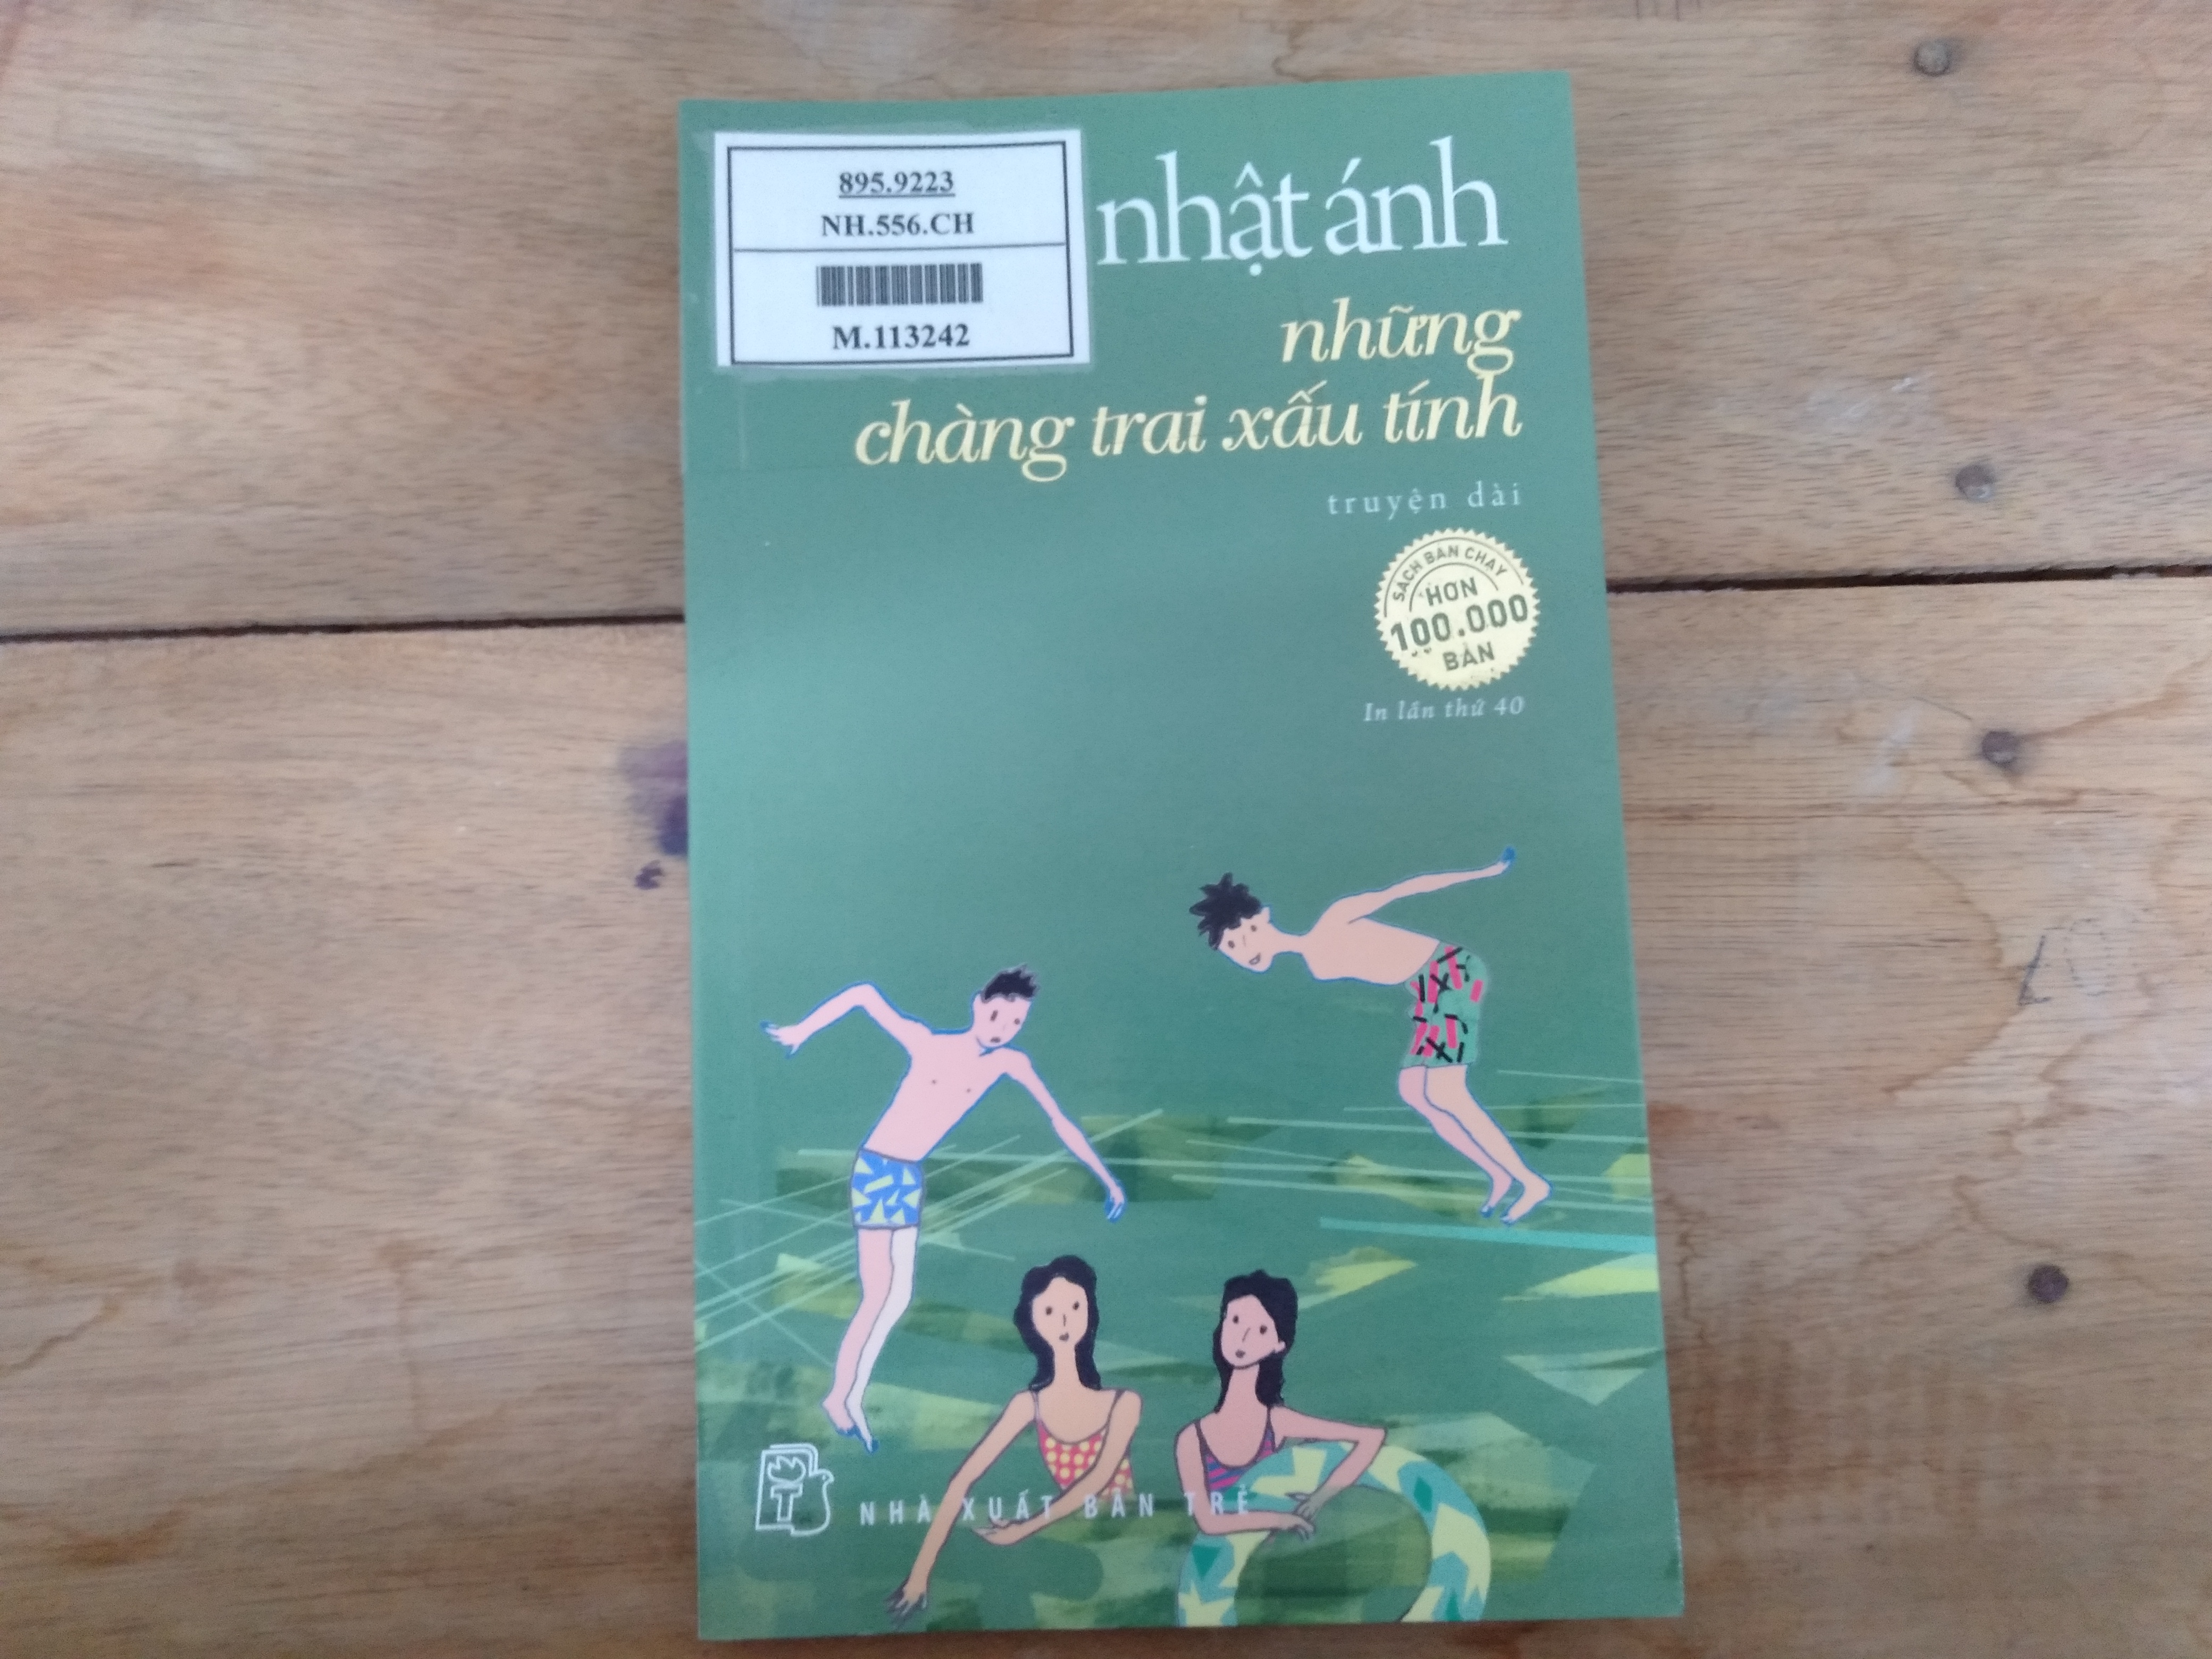 895.9223
NH.556.CH
M.113242
nhật ánh
những
chàng trai xấu tính
truyện dài
SÁCH BÁN CHẠY
HƠN
100.000
BẢN
In lần thứ 40
T
NHÀ XUẤT BẢN TRẺ